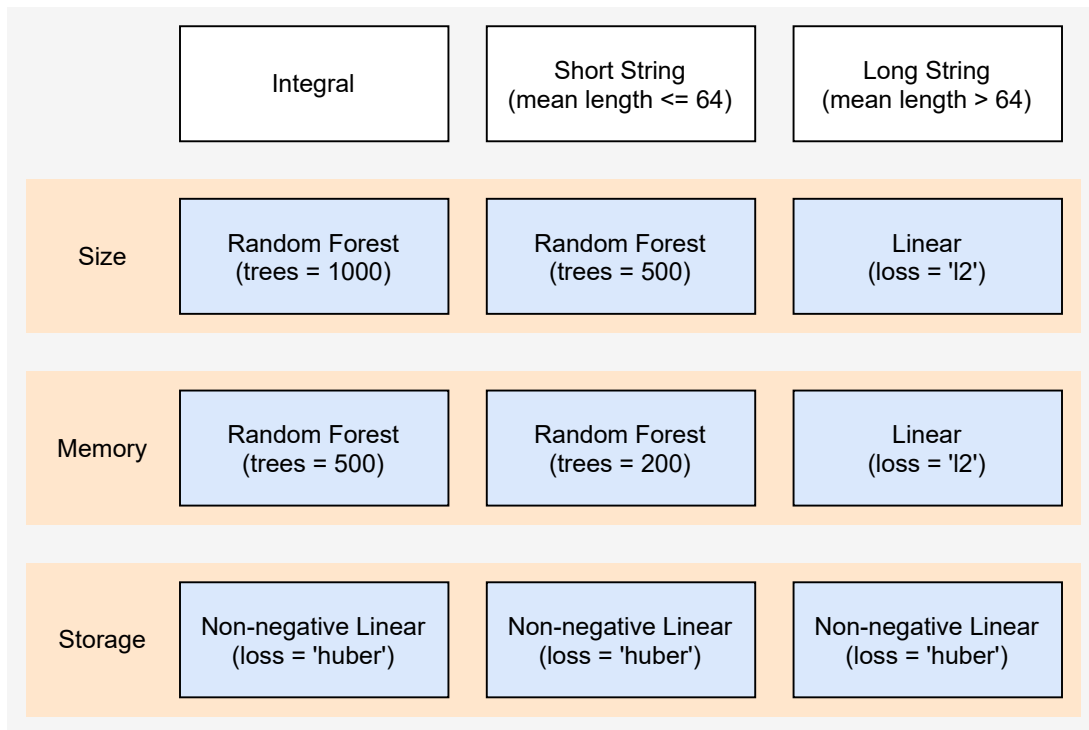 Integral
Short String
(mean length <= 64)
Long String
(mean length > 64)
Size
Random Forest
(trees = 1000)
Random Forest
(trees = 500)
Linear
(loss = 'l2')
Memory
Random Forest
(trees = 500)
Random Forest
(trees = 200)
Linear
(loss = 'l2')
Storage
Non-negative Linear
(loss = 'huber')
Non-negative Linear
(loss = 'huber')
Non-negative Linear
(loss = 'huber')